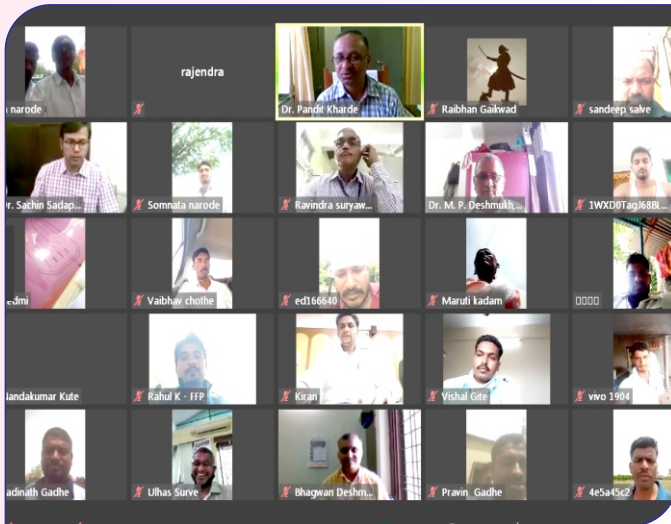 narode
rajendra
Dr. Pandit Kharde
Raibhan Gaikwad
sandeep salve
r. Sachin Sadap...
Somnata narode
Ravindra suryaw...
Dr. M. P. Deshmukh,...
1WXD0TagJ68BL...
edmi
Vaibhav chothe
ed166640
Maruti kadam
Nandakumar Kute
Rahul K - FFP
Kiran
Vishal Gite
vivo 1904
adinath Gadhe
Ulhas Surve
Bhagwan Deshm...
Pravin Gadhe
4e5a45c2